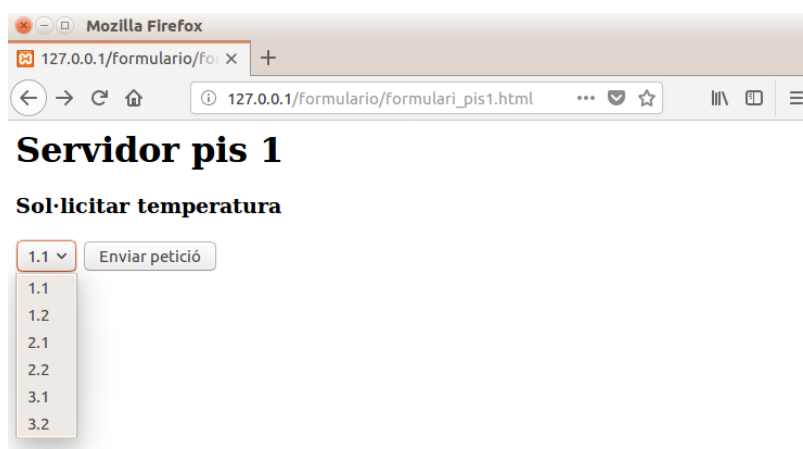 Mozilla Firefox
127.0.0.1/formulario/for
127.0.0.1/formulario/formulari_pis1.html
Servidor pis 1
Sol·licitar temperatura
1.1 Enviar petició
1.1
1.2
2.1
2.2
3.1
3.2